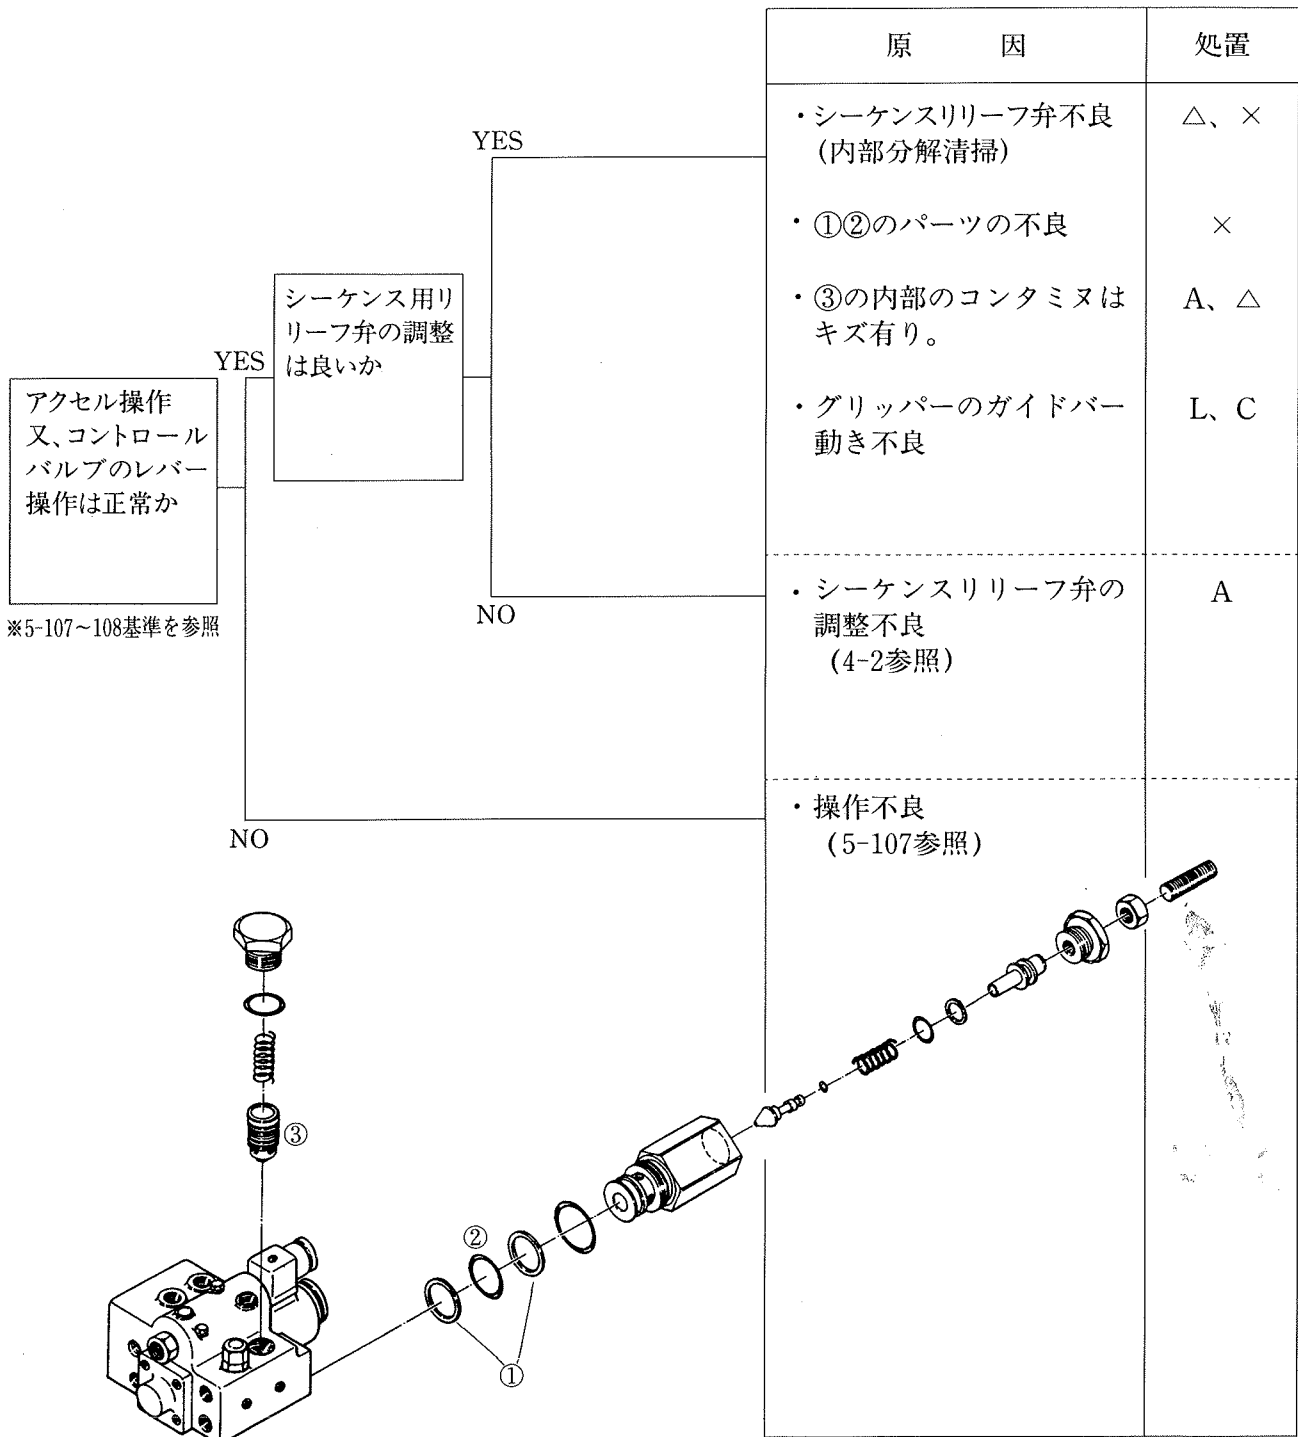 原　　因
処置
・シーケンスリリーフ弁不良
(内部分解清掃)
△、×
・①②のパーツの不良
×
・③の内部のコンタミヌは
キズ有り。
A、△
・グリッパーのガイドバー
動き不良
L、C
・シーケンスリリーフ弁の
調整不良
(4-2参照)
A
・操作不良
(5-107参照)
YES
シーケンス用リ
リーフ弁の調整
は良いか
NO
YES
アクセル操作
又、コントロール
バルブのレバー
操作は正常か
※5-107~108基準を参照
NO
③
②
①